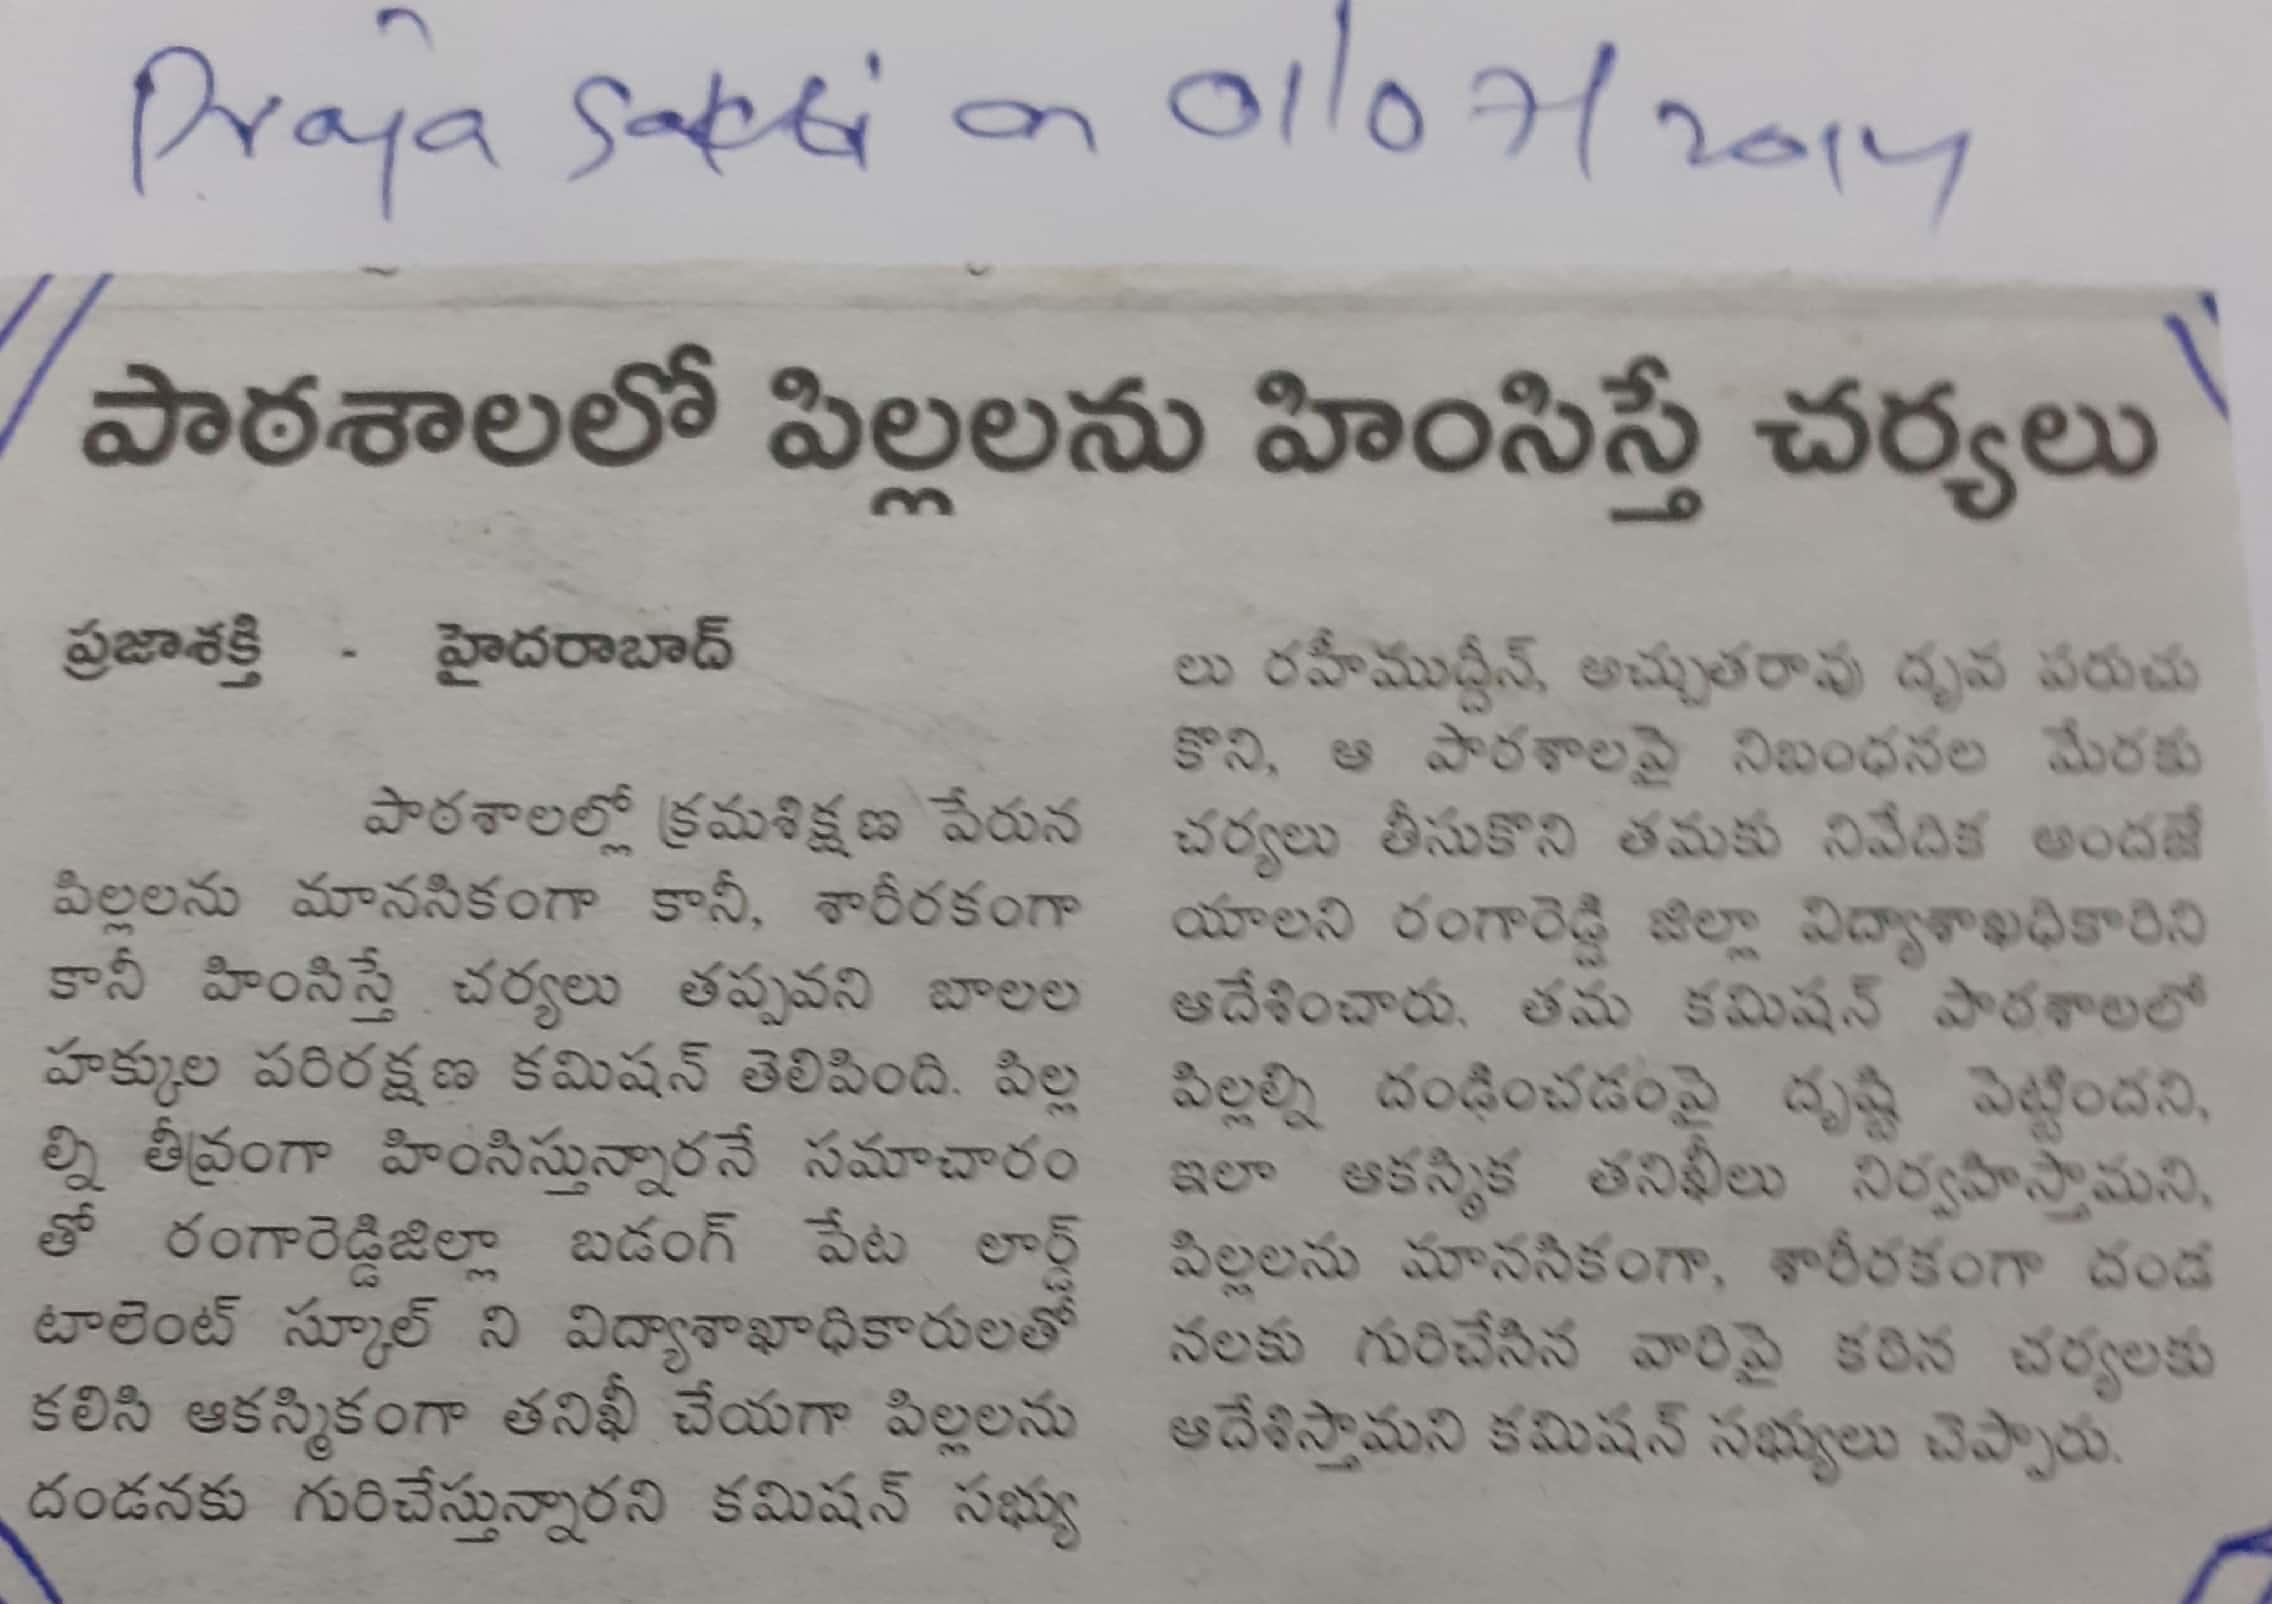 Praja Sakti on 01/07/2014
పాఠశాలలో పిల్లలను హింసిస్తే చర్యలు
ప్రజాశక్తి - హైదరాబాద్
పాఠశాలల్లో క్రమశిక్షణ పేరున
పిల్లలను మానసికంగా కానీ, శారీరకంగా
కానీ హింసిస్తే చర్యలు తప్పవని బాలల
హక్కుల పరిరక్షణ కమిషన్ తెలిపింది. పిల్ల
ల్ని తీవ్రంగా హింసిస్తున్నారనే సమాచారం
తో రంగారెడ్డిజిల్లా బడంగ్ పేట లార్డ్
టాలెంట్ స్కూల్ ని విద్యాశాఖాధికారులతో
కలిసి ఆకస్మికంగా తనిఖీ చేయగా పిల్లలను
దండనకు గురిచేస్తున్నారని కమిషన్ సభ్యు
లు రహీముద్దీన్, అచ్చుతరావు దృవ పరుచు
కొని, ఆ పాఠశాలపై నిబంధనల మేరకు
చర్యలు తీసుకొని తమకు నివేదిక అందజే
యాలని రంగారెడ్డి జిల్లా విద్యాశాఖధికారిని
ఆదేశించారు. తమ కమిషన్ పాఠశాలలో
పిల్లల్ని దండించడంపై దృష్టి పెట్టిందని,
ఇలా ఆకస్మిక తనిఖీలు నిర్వహిస్తామని,
పిల్లలను మానసికంగా, శారీరకంగా దండ
నలకు గురిచేసిన వారిపై కఠిన చర్యలకు
ఆదేశిస్తామని కమిషన్ సభ్యులు చెప్పారు.